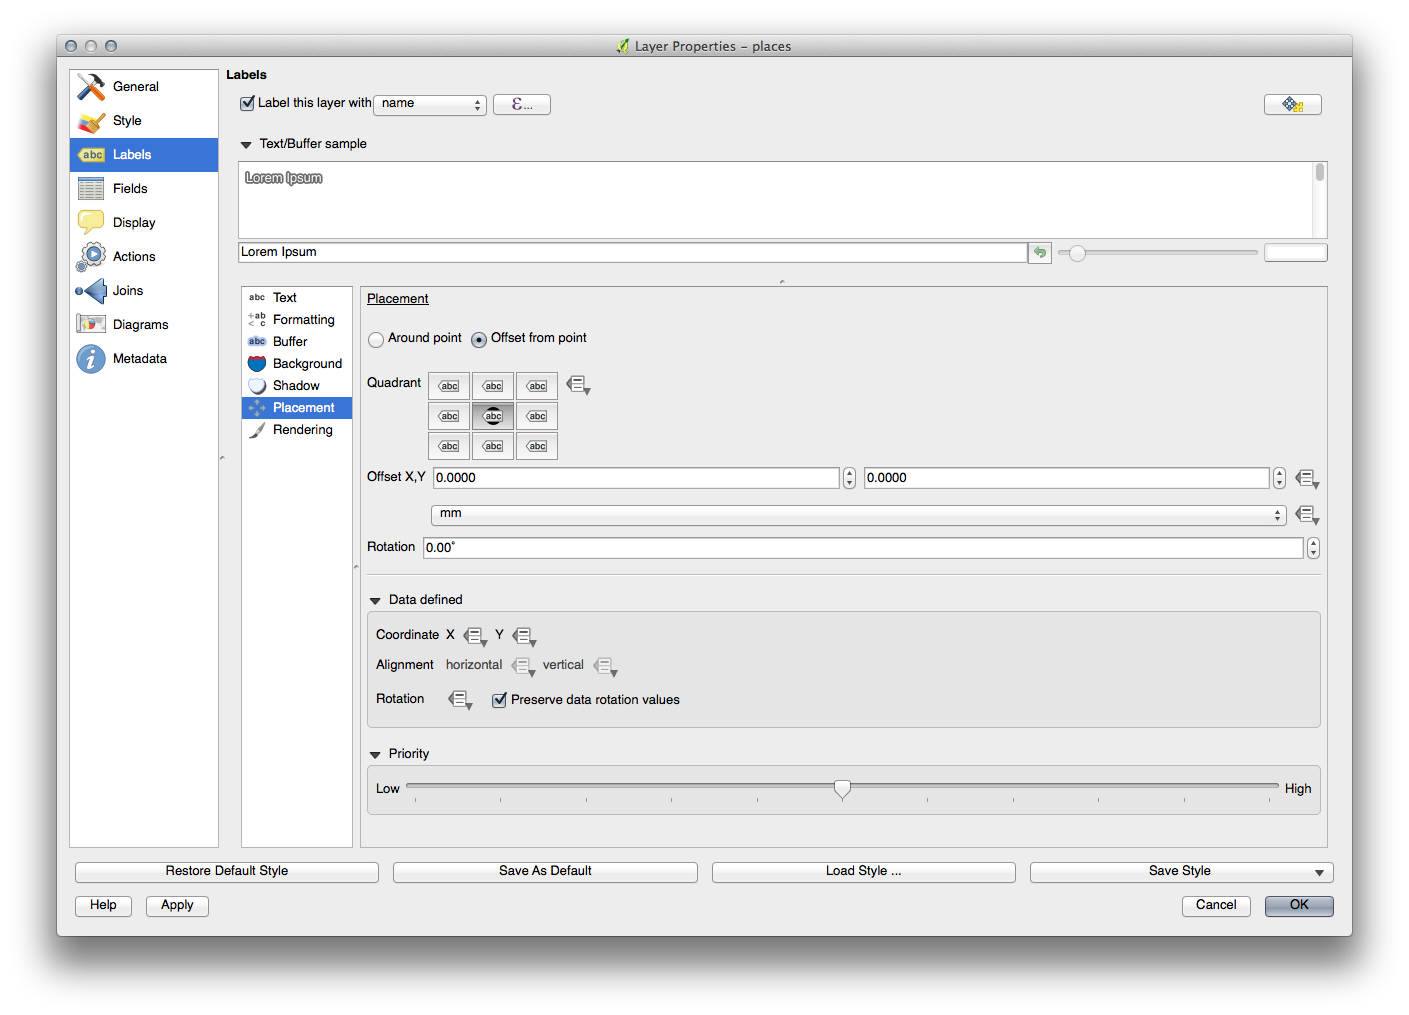 Layer Properties - places
General
Style
abc Labels
Fields
Display
Actions
Joins
Diagrams
Metadata
Labels
Label this layer with name ε...
Text/Buffer sample
Lorem Ipsum
Lorem Ipsum
abc Text
+ab < c Formatting
abc Buffer
Background
Shadow
Placement
Rendering
Placement
Around point Offset from point
Quadrant abc abc abc
abc abc abc
abc abc abc
Offset X,Y 0.0000 0.0000
mm
Rotation 0.00°
Data defined
Coordinate X Y
Alignment horizontal vertical
Rotation Preserve data rotation values
Priority
Low High
Restore Default Style Save As Default Load Style ... Save Style
Help Apply Cancel OK